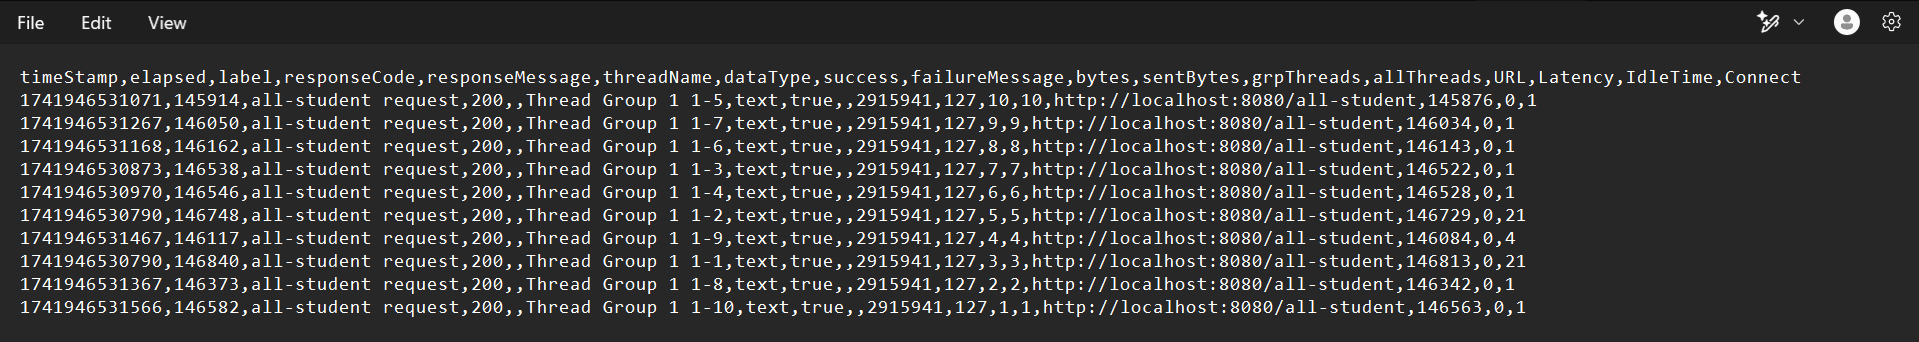 File Edit View
timeStamp,elapsed,label,responseCode,responseMessage,threadName,dataType,success,failureMessage,bytes,sentBytes,grpThreads,allThreads,URL,Latency,IdleTime,Connect
1741946531071,145914,all-student request,200,,Thread Group 1 1-5,text,true,,2915941,127,10,10,http://localhost:8080/all-student,145876,0,1
1741946531267,146050,all-student request,200,,Thread Group 1 1-7,text,true,,2915941,127,9,9,http://localhost:8080/all-student,146034,0,1
1741946531168,146162,all-student request,200,,Thread Group 1 1-6,text,true,,2915941,127,8,8,http://localhost:8080/all-student,146143,0,1
1741946530873,146538,all-student request,200,,Thread Group 1 1-3,text,true,,2915941,127,7,7,http://localhost:8080/all-student,146522,0,1
1741946530970,146546,all-student request,200,,Thread Group 1 1-4,text,true,,2915941,127,6,6,http://localhost:8080/all-student,146528,0,1
1741946530790,146748,all-student request,200,,Thread Group 1 1-2,text,true,,2915941,127,5,5,http://localhost:8080/all-student,146729,0,21
1741946531467,146117,all-student request,200,,Thread Group 1 1-9,text,true,,2915941,127,4,4,http://localhost:8080/all-student,146084,0,4
1741946530790,146840,all-student request,200,,Thread Group 1 1-1,text,true,,2915941,127,3,3,http://localhost:8080/all-student,146813,0,21
1741946531367,146373,all-student request,200,,Thread Group 1 1-8,text,true,,2915941,127,2,2,http://localhost:8080/all-student,146342,0,1
1741946531566,146582,all-student request,200,,Thread Group 1 1-10,text,true,,2915941,127,1,1,http://localhost:8080/all-student,146563,0,1